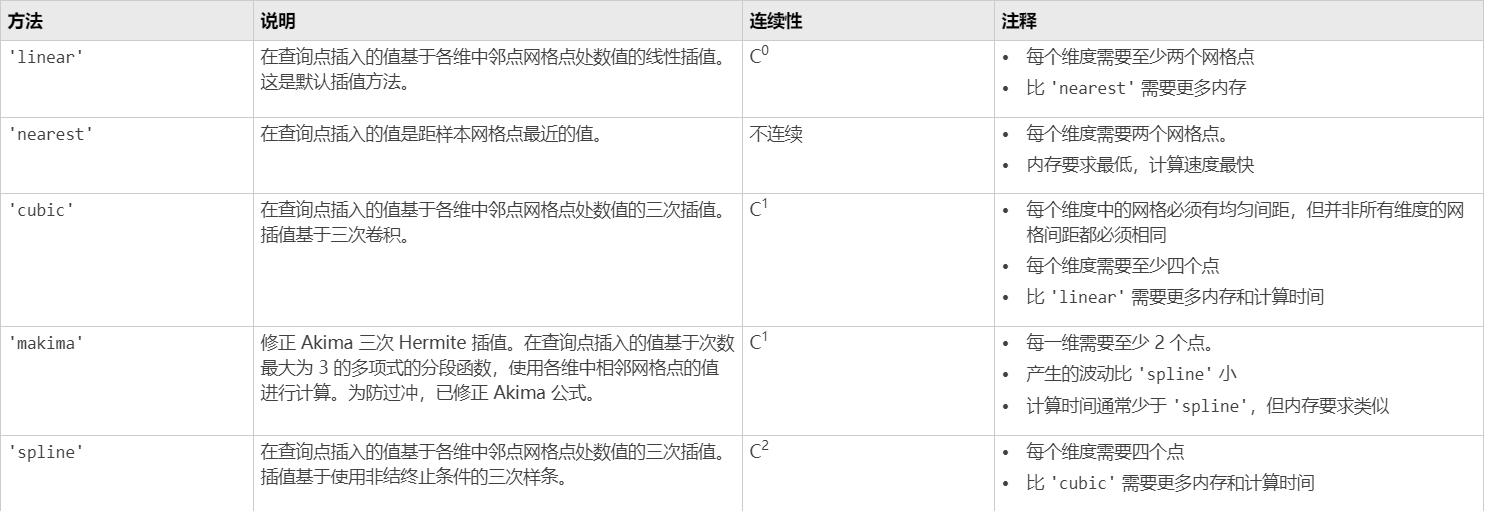 方法 说明 连续性 注释
'linear' 在查询点插入的值基于各维中邻点网格点处数值的线性插值。 C⁰ • 每个维度需要至少两个网格点
这是默认插值方法。 • 比 'nearest' 需要更多内存
'nearest' 在查询点插入的值是距样本网格点最近的值。 不连续 • 每个维度需要两个网格点。
• 内存要求最低，计算速度最快
'cubic' 在查询点插入的值基于各维中邻点网格点处数值的三次插值。 C¹ • 每个维度中的网格必须有均匀间距，但并非所有维度的网
插值基于三次卷积。 格间距都必须相同
• 每个维度需要至少四个点
• 比 'linear' 需要更多内存和计算时间
'makima' 修正 Akima 三次 Hermite 插值。在查询点插入的值基于次数 C¹ • 每一维需要至少 2 个点。
最大为 3 的多项式的分段函数，使用各维中相邻网格点的值 • 产生的波动比 'spline' 小
进行计算。为防过冲，已修正 Akima 公式。 • 计算时间通常少于 'spline'，但内存要求类似
'spline' 在查询点插入的值基于各维中邻点网格点处数值的三次插值。 C² • 每个维度需要四个点
插值基于使用非结终止条件的三次样条。 • 比 'cubic' 需要更多内存和计算时间